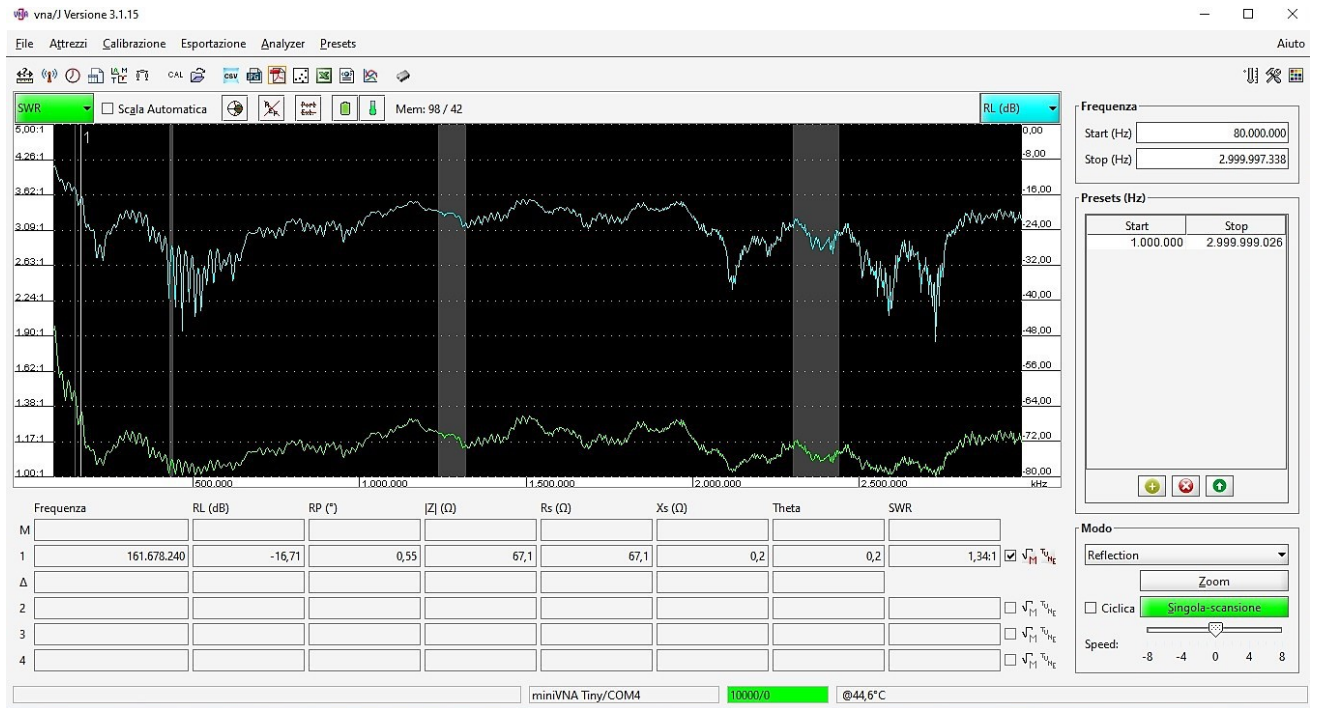 vna/J Versione 3.1.15
File Attrezzi Calibrazione Esportazione Analyzer Presets Aiuto
CAL CSV
SWR Scala Automatica Port Ext. Mem: 98 / 42 RL (dB)
5,00:1
4.26:1
3.62:1
3.09:1
2.63:1
2.24:1
1.90:1
1.62:1
1.38:1
1.17:1
1.00:1
1
0,00
-8,00
-16,00
-24,00
-32,00
-40,00
-48,00
-56,00
-64,00
-72,00
-80,00
500.000 1.000.000 1.500.000 2.000.000 2.500.000 kHz
Frequenza
Start (Hz) 80.000.000
Stop (Hz) 2.999.997.338
Presets (Hz)
Start Stop
1.000.000 2.999.999.026
Frequenza RL (dB) RP (°) |Z| (Ω) Rs (Ω) Xs (Ω) Theta SWR
M
1 161.678.240 -16,71 0,55 67,1 67,1 0,2 0,2 1,34:1 M TUNE
Δ
2 M TUNE
3 M TUNE
4 M TUNE
Modo
Reflection
Zoom
Ciclica Singola-scansione
Speed:
-8 -4 0 4 8
miniVNA Tiny/COM4 10000/0 @44,6°C